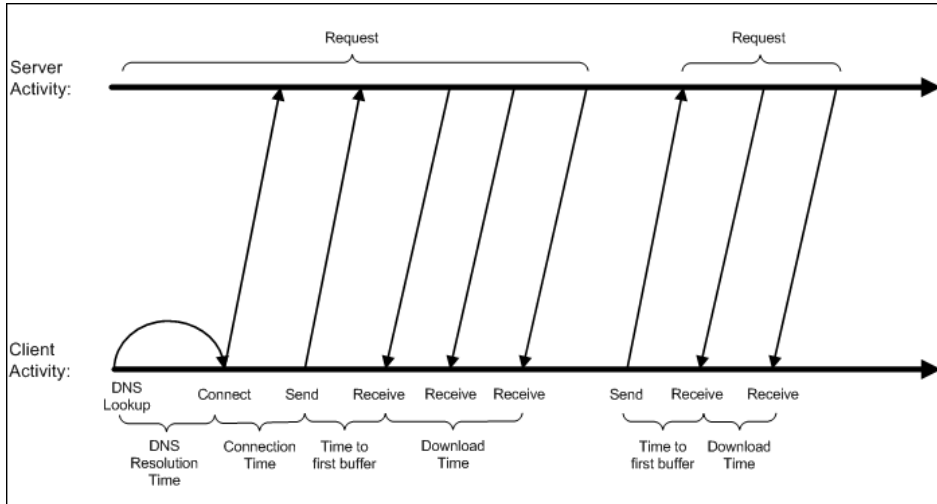 Request
Request
Server
Activity:
Client
Activity:
DNS
Lookup
Connect
Send
Receive
Receive
Receive
Send
Receive
Receive
DNS
Resolution
Time
Connection
Time
Time to
first buffer
Download
Time
Time to
first buffer
Download
Time